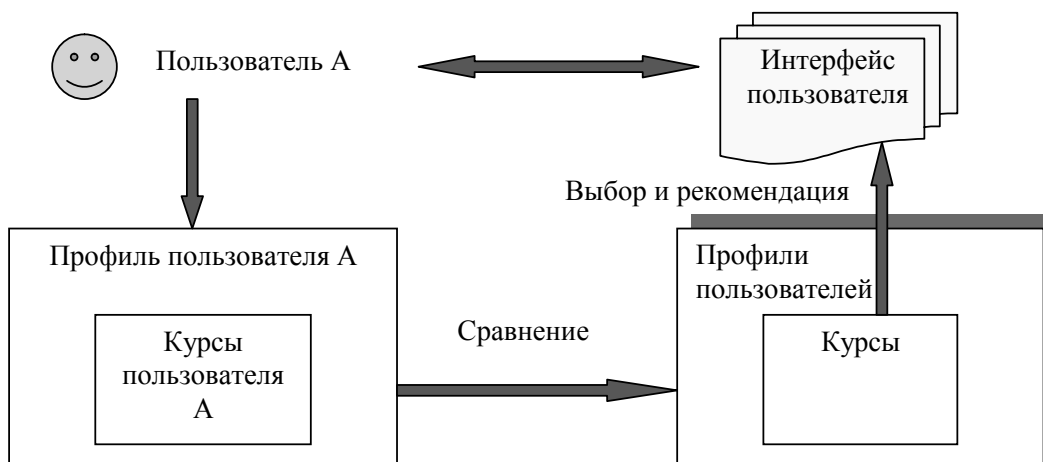 Пользователь А
Интерфейс
пользователя
Выбор и рекомендация
Профиль пользователя А
Профили
пользователей
Сравнение
Курсы
пользователя
А
Курсы